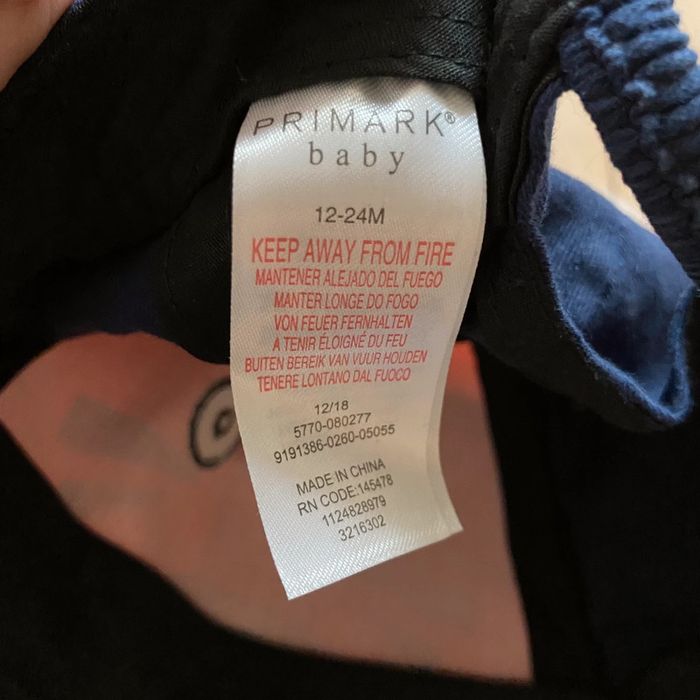 PRIMARK®
baby
12-24M
KEEP AWAY FROM FIRE
MANTENER ALEJADO DEL FUEGO
MANTER LONGE DO FOGO
VON FEUER FERNHALTEN
À TENIR ÉLOIGNÉ DU FEU
BUITEN BEREIK VAN VUUR HOUDEN
TENERE LONTANO DAL FUOCO
12/18
5770-080277
9191386-0260-05055
MADE IN CHINA
RN CODE:145478
1124828979
3216302